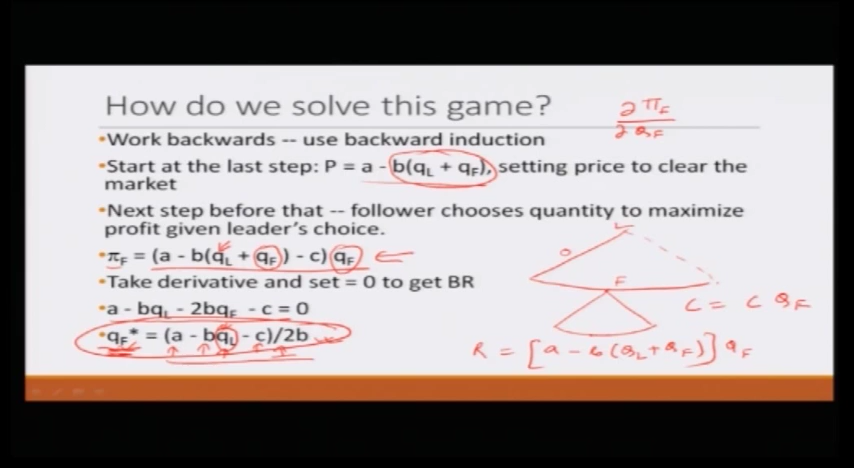 How do we solve this game?
∂πF
∂qF
•Work backwards -- use backward induction
•Start at the last step: P = a - b(qL + qF), setting price to clear the
market
•Next step before that -- follower chooses quantity to maximize
profit given leader's choice.
•πF = (a - b(qL + qF) - c) qF
L
0
F
•Take derivative and set = 0 to get BR
C = c qF
•a - bqL - 2bqF - c = 0
•qF* = (a - bqL - c)/2b
R = [a - b(qL+qF)] qF